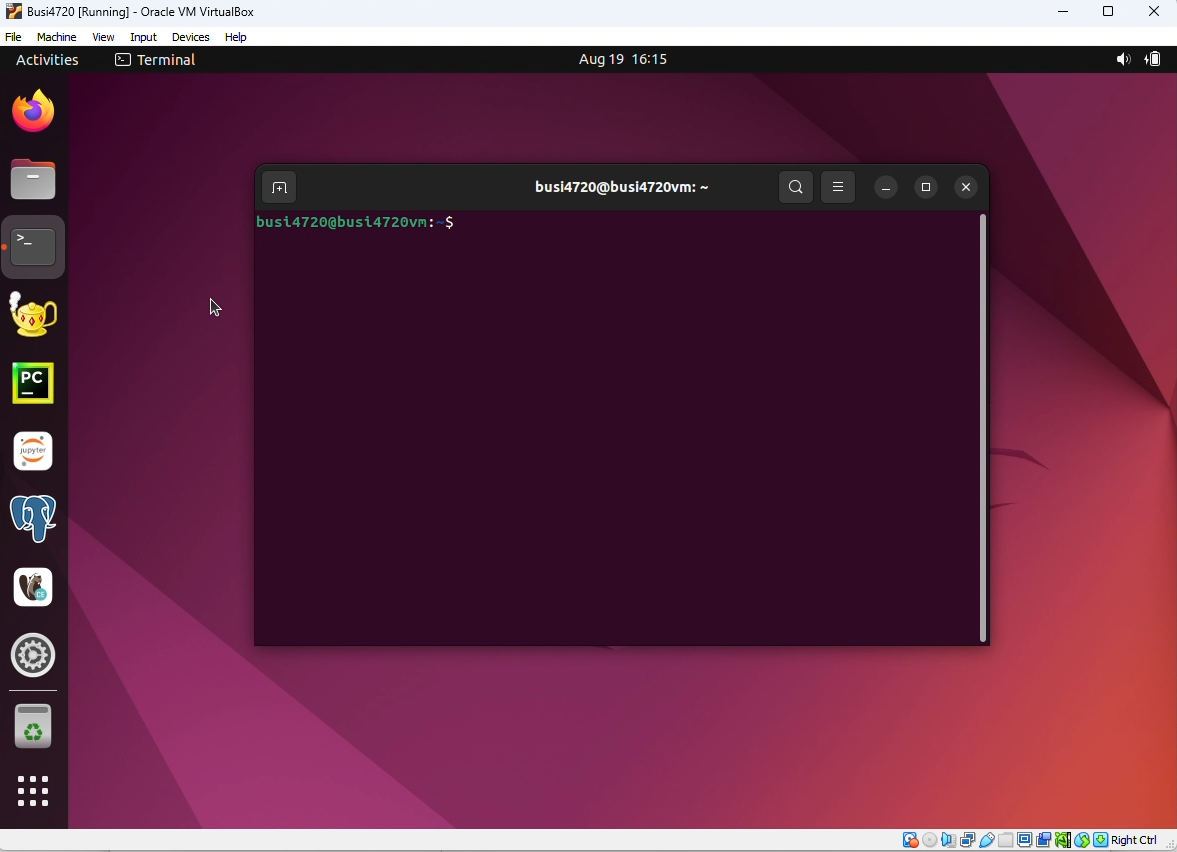 Busi4720 [Running] - Oracle VM VirtualBox
File Machine View Input Devices Help
Activities Terminal Aug 19 16:15
busi4720@busi4720vm: ~
busi4720@busi4720vm:~$
>_
PC
jupyter
CE
Right Ctrl